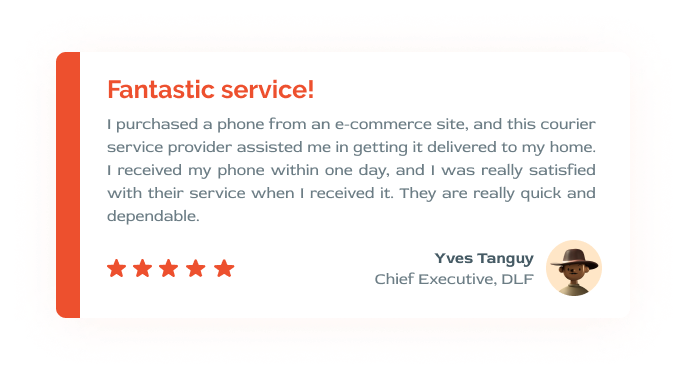 Fantastic service!
I purchased a phone from an e-commerce site, and this courier
service provider assisted me in getting it delivered to my home.
I received my phone within one day, and I was really satisfied
with their service when I received it. They are really quick and
dependable.
Yves Tanguy
Chief Executive, DLF